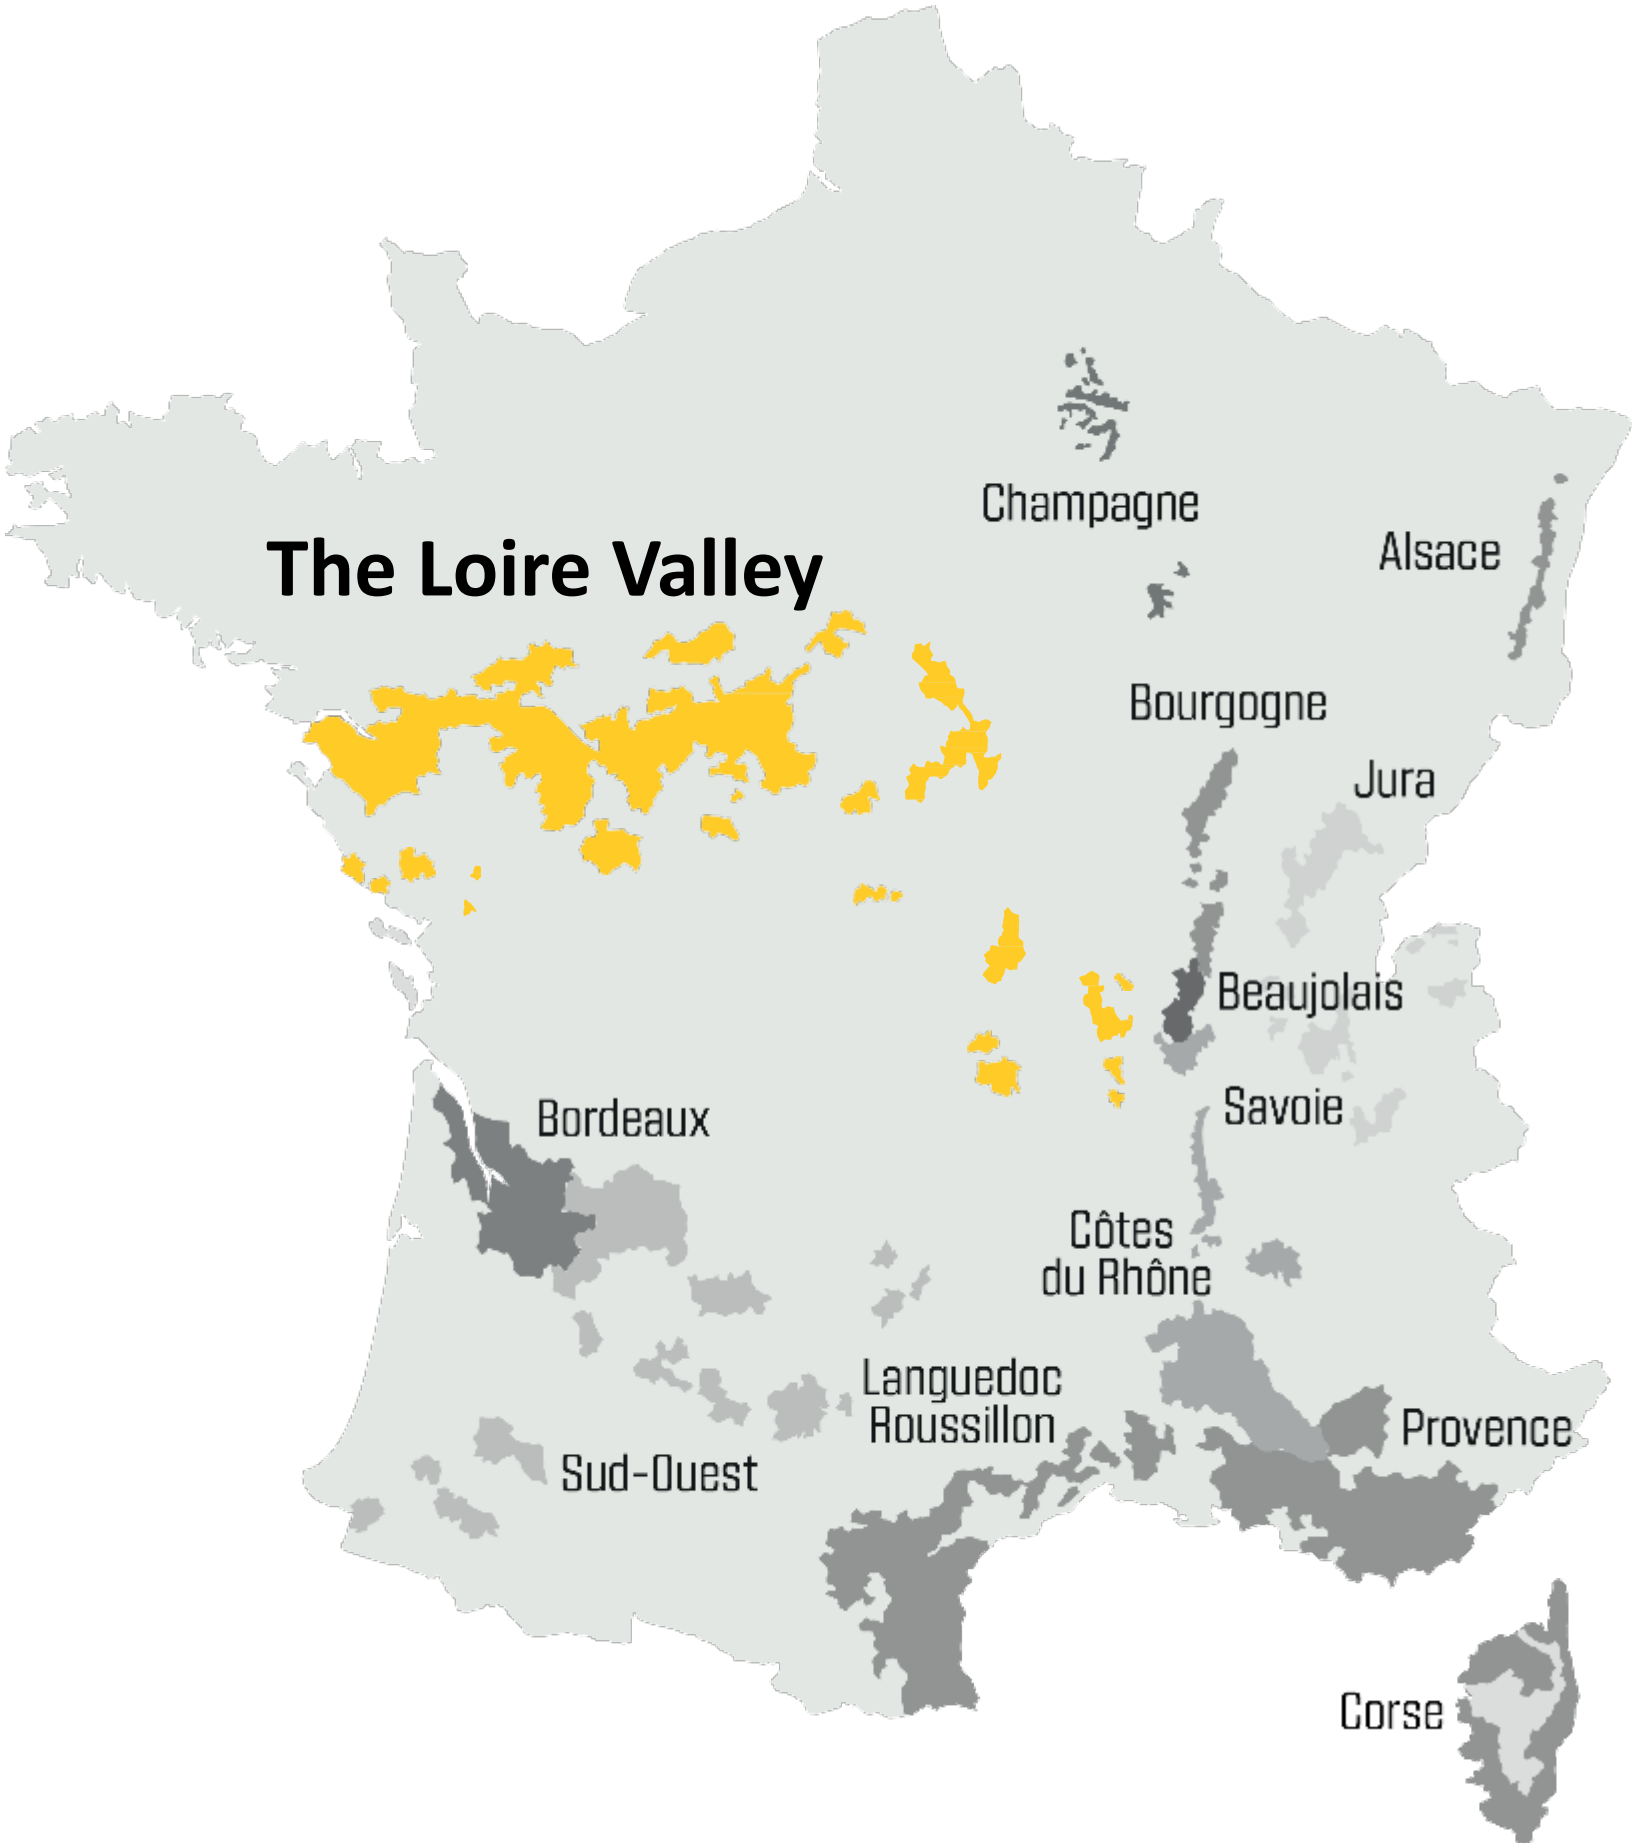 Champagne
Alsace
The Loire Valley
Bourgogne
Jura
Beaujolais
Savoie
Bordeaux
Côtes
du Rhône
Languedoc
Roussillon
Provence
Sud-Ouest
Corse